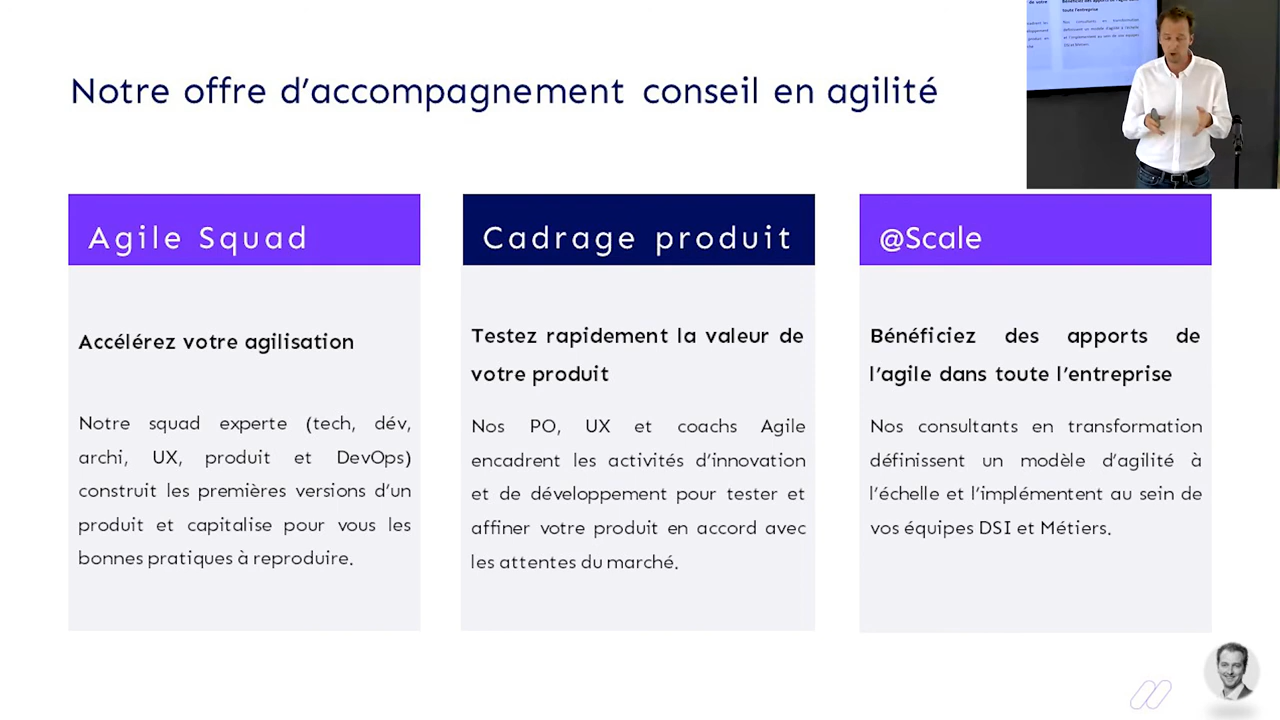 Notre offre d'accompagnement conseil en agilité
Agile Squad
Accélérez votre agilisation
Notre squad experte (tech, dév,
archi, UX, produit et DevOps)
construit les premières versions d'un
produit et capitalise pour vous les
bonnes pratiques à reproduire.
Cadrage produit
Testez rapidement la valeur de
votre produit
Nos PO, UX et coachs Agile
encadrent les activités d'innovation
et de développement pour tester et
affiner votre produit en accord avec
les attentes du marché.
@Scale
Bénéficiez des apports de
l'agile dans toute l'entreprise
Nos consultants en transformation
définissent un modèle d'agilité à
l'échelle et l'implémentent au sein de
vos équipes DSI et Métiers.